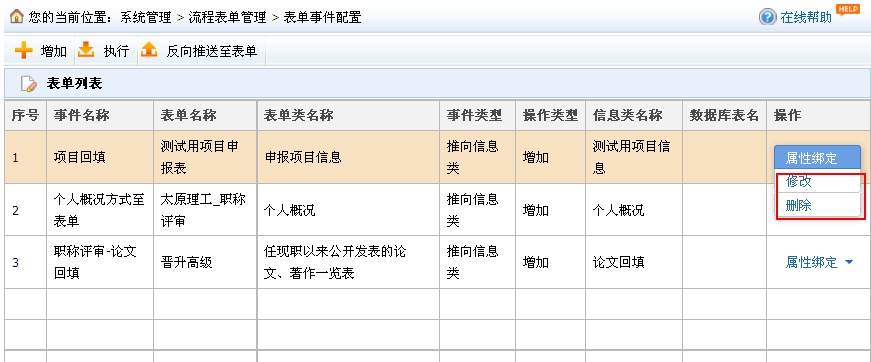 您的当前位置：系统管理 > 流程表单管理 > 表单事件配置
在线帮助 HELP
增加 执行 反向推送至表单
表单列表
序号 事件名称 表单名称 表单类名称 事件类型 操作类型 信息类名称 数据库表名 操作
1 项目回填 测试用项目申报表 申报项目信息 推向信息类 增加 测试用项目信息 属性绑定
修改
删除
2 个人概况方式至表单 太原理工_职称评审 个人概况 推向信息类 增加 个人概况
3 职称评审-论文回填 晋升高级 任现职以来公开发表的论文、著作一览表 推向信息类 增加 论文回填 属性绑定